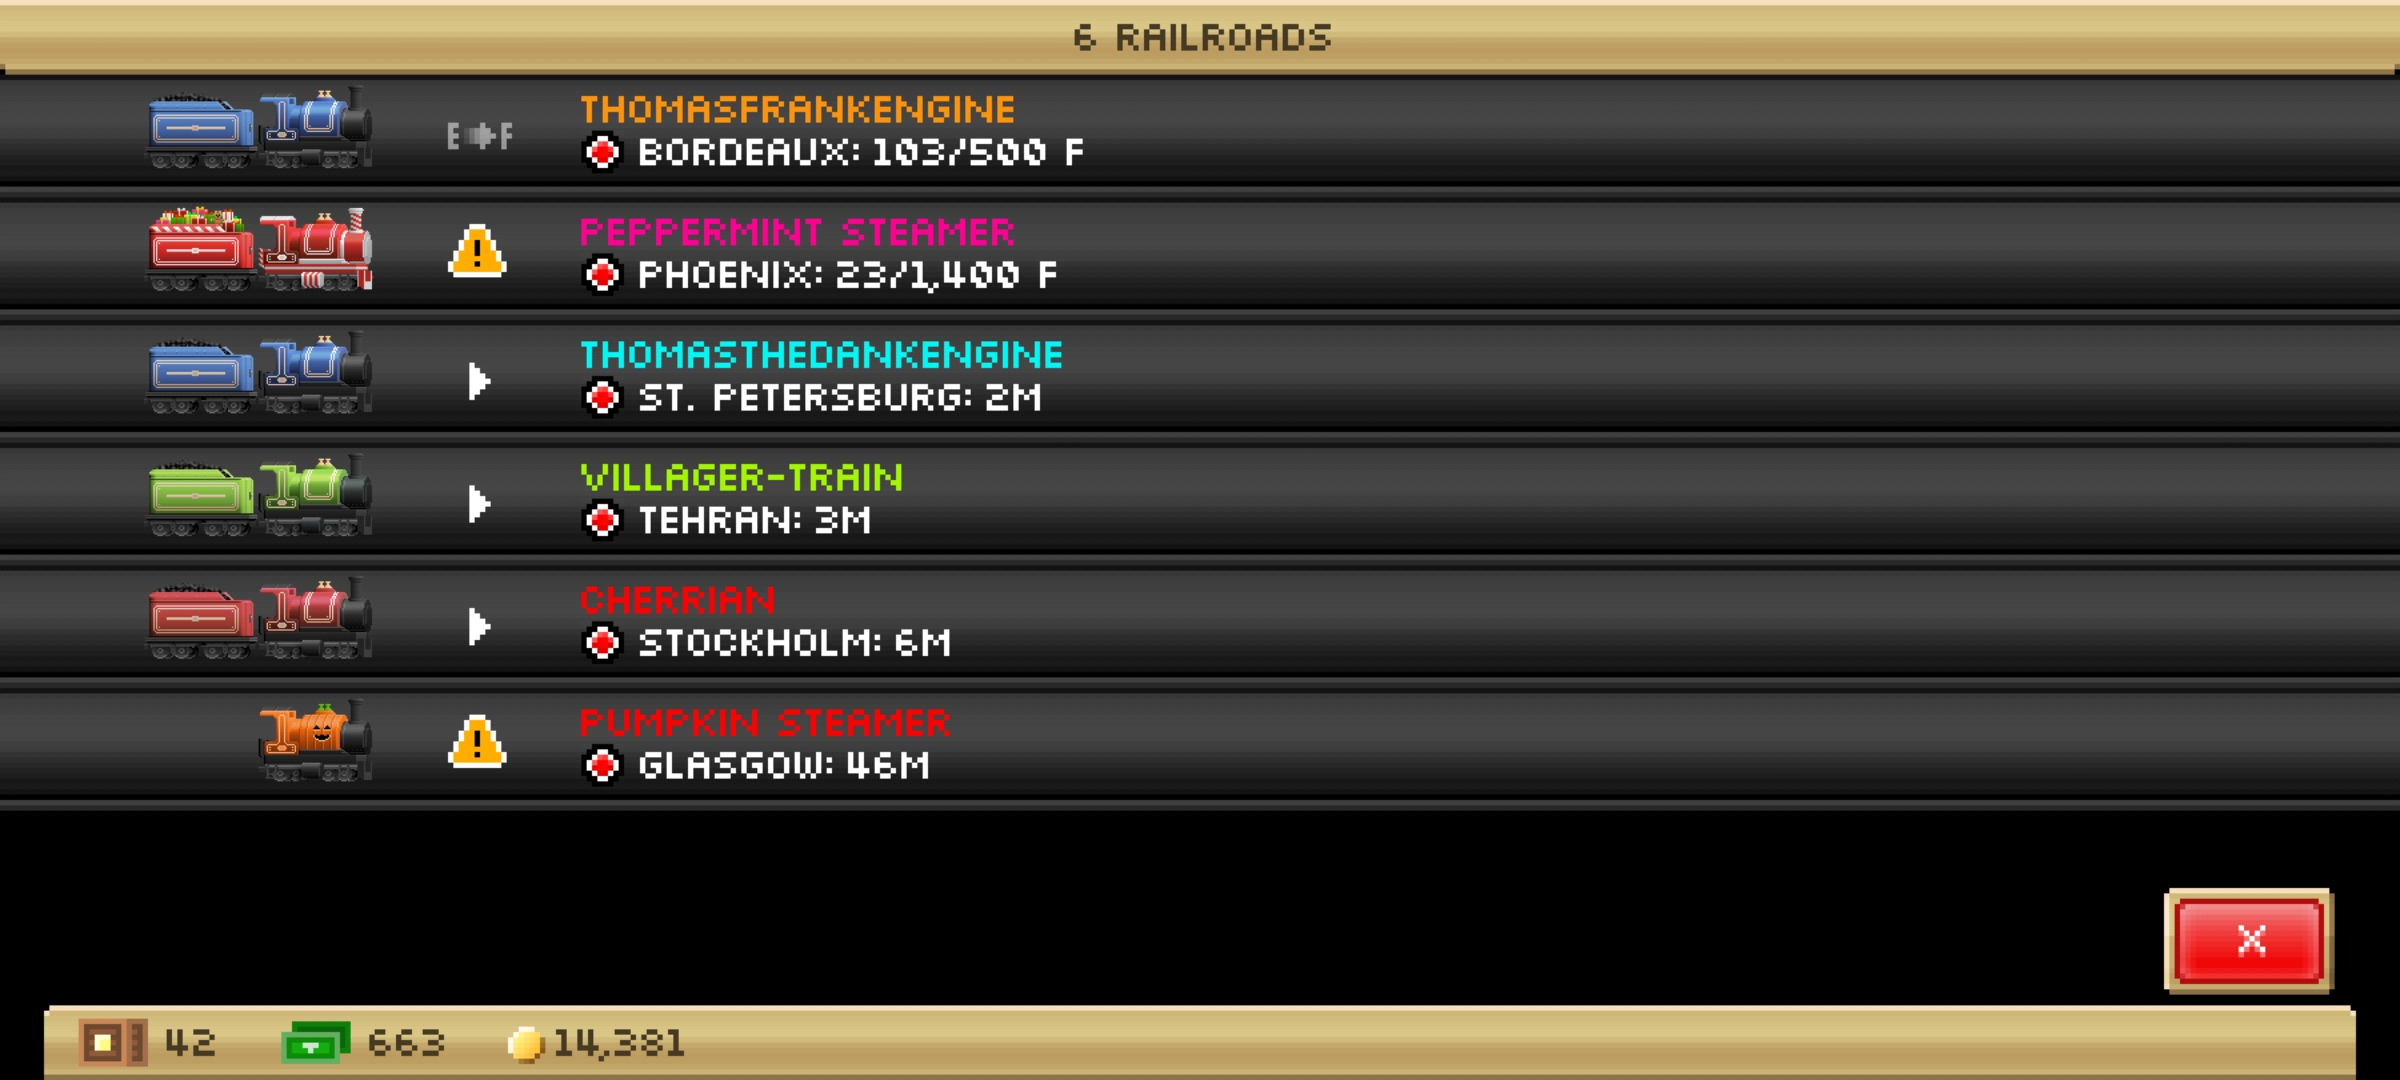 6 RAILROADS
THOMASFRANKENGINE
E F
BORDEAUX: 103/500 F
PEPPERMINT STEAMER
!
PHOENIX: 23/1,400 F
THOMASTHEDANKENGINE
ST. PETERSBURG: 2M
VILLAGER-TRAIN
TEHRAN: 3M
CHERRIAN
STOCKHOLM: 6M
PUMPKIN STEAMER
!
GLASGOW: 46M
X
42 663 14,381